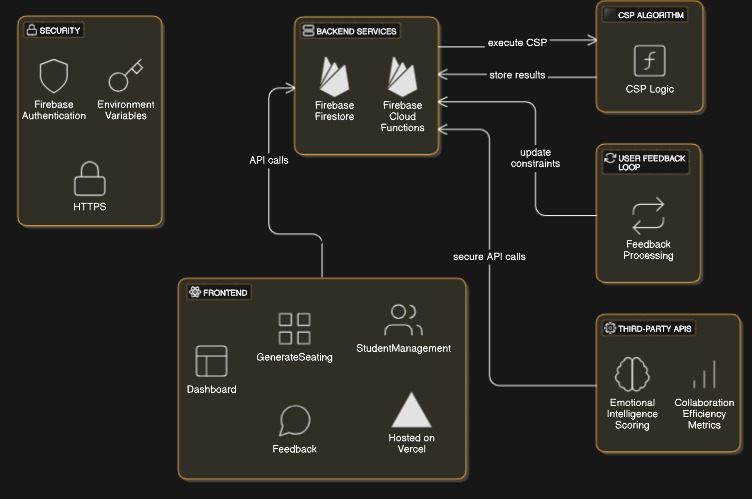 SECURITY
Firebase
Authentication
Environment
Variables
HTTPS
BACKEND SERVICES
Firebase
Firestore
Firebase
Cloud
Functions
execute CSP
store results
CSP ALGORITHM
CSP Logic
API calls
update
constraints
USER FEEDBACK
LOOP
Feedback
Processing
secure API calls
FRONTEND
GenerateSeating
StudentManagement
Dashboard
Feedback
Hosted on
Vercel
THIRD-PARTY APIS
Emotional
Intelligence
Scoring
Collaboration
Efficiency
Metrics